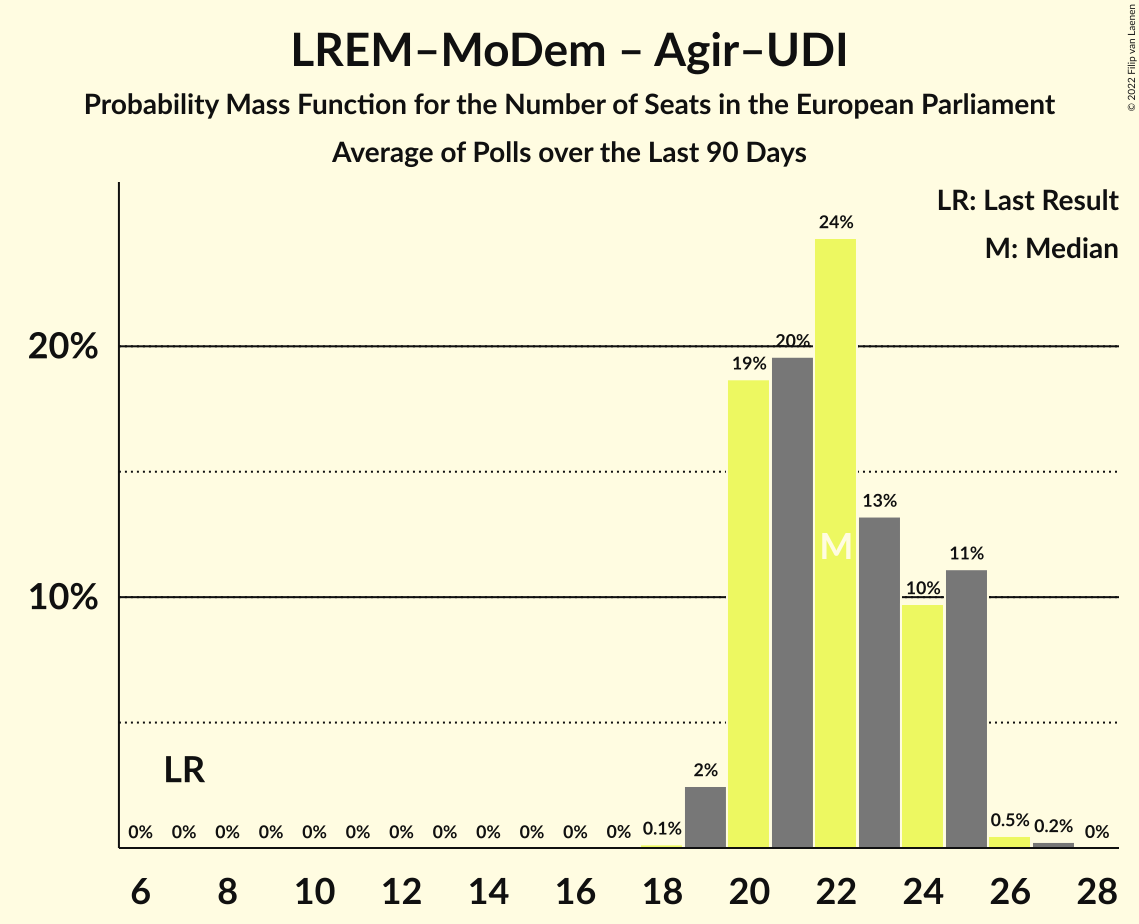 LREM–MoDem – Agir–UDI
Probability Mass Function for the Number of Seats in the European Parliament
Average of Polls over the Last 90 Days
© 2022 Filip van Laenen
LR: Last Result
M: Median
20%
10%
24%
20%
19%
13%
11%
10%
M
LR
2%
0% 0% 0% 0% 0% 0% 0% 0% 0% 0% 0% 0% 0.1% 0.5% 0.2% 0%
6 8 10 12 14 16 18 20 22 24 26 28